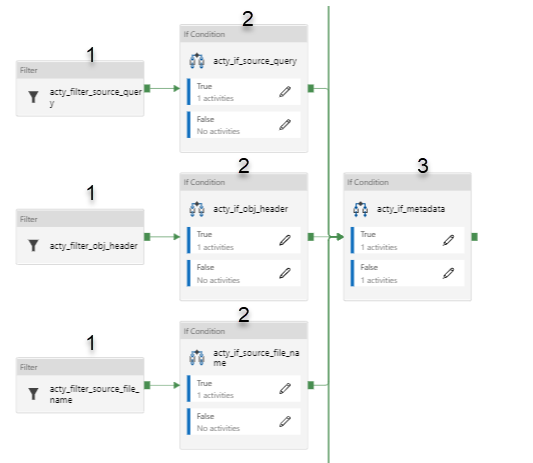 2
If Condition
1
Filter
acty_if_source_query
acty_filter_source_quer
y
True
1 activities
False
No activities
2
3
If Condition
If Condition
1
Filter
acty_if_obj_header
acty_if_metadata
acty_filter_obj_header
True
1 activities
True
1 activities
False
No activities
False
1 activities
2
If Condition
1
Filter
acty_if_source_file_na
me
acty_filter_source_file_
name
True
1 activities
False
No activities